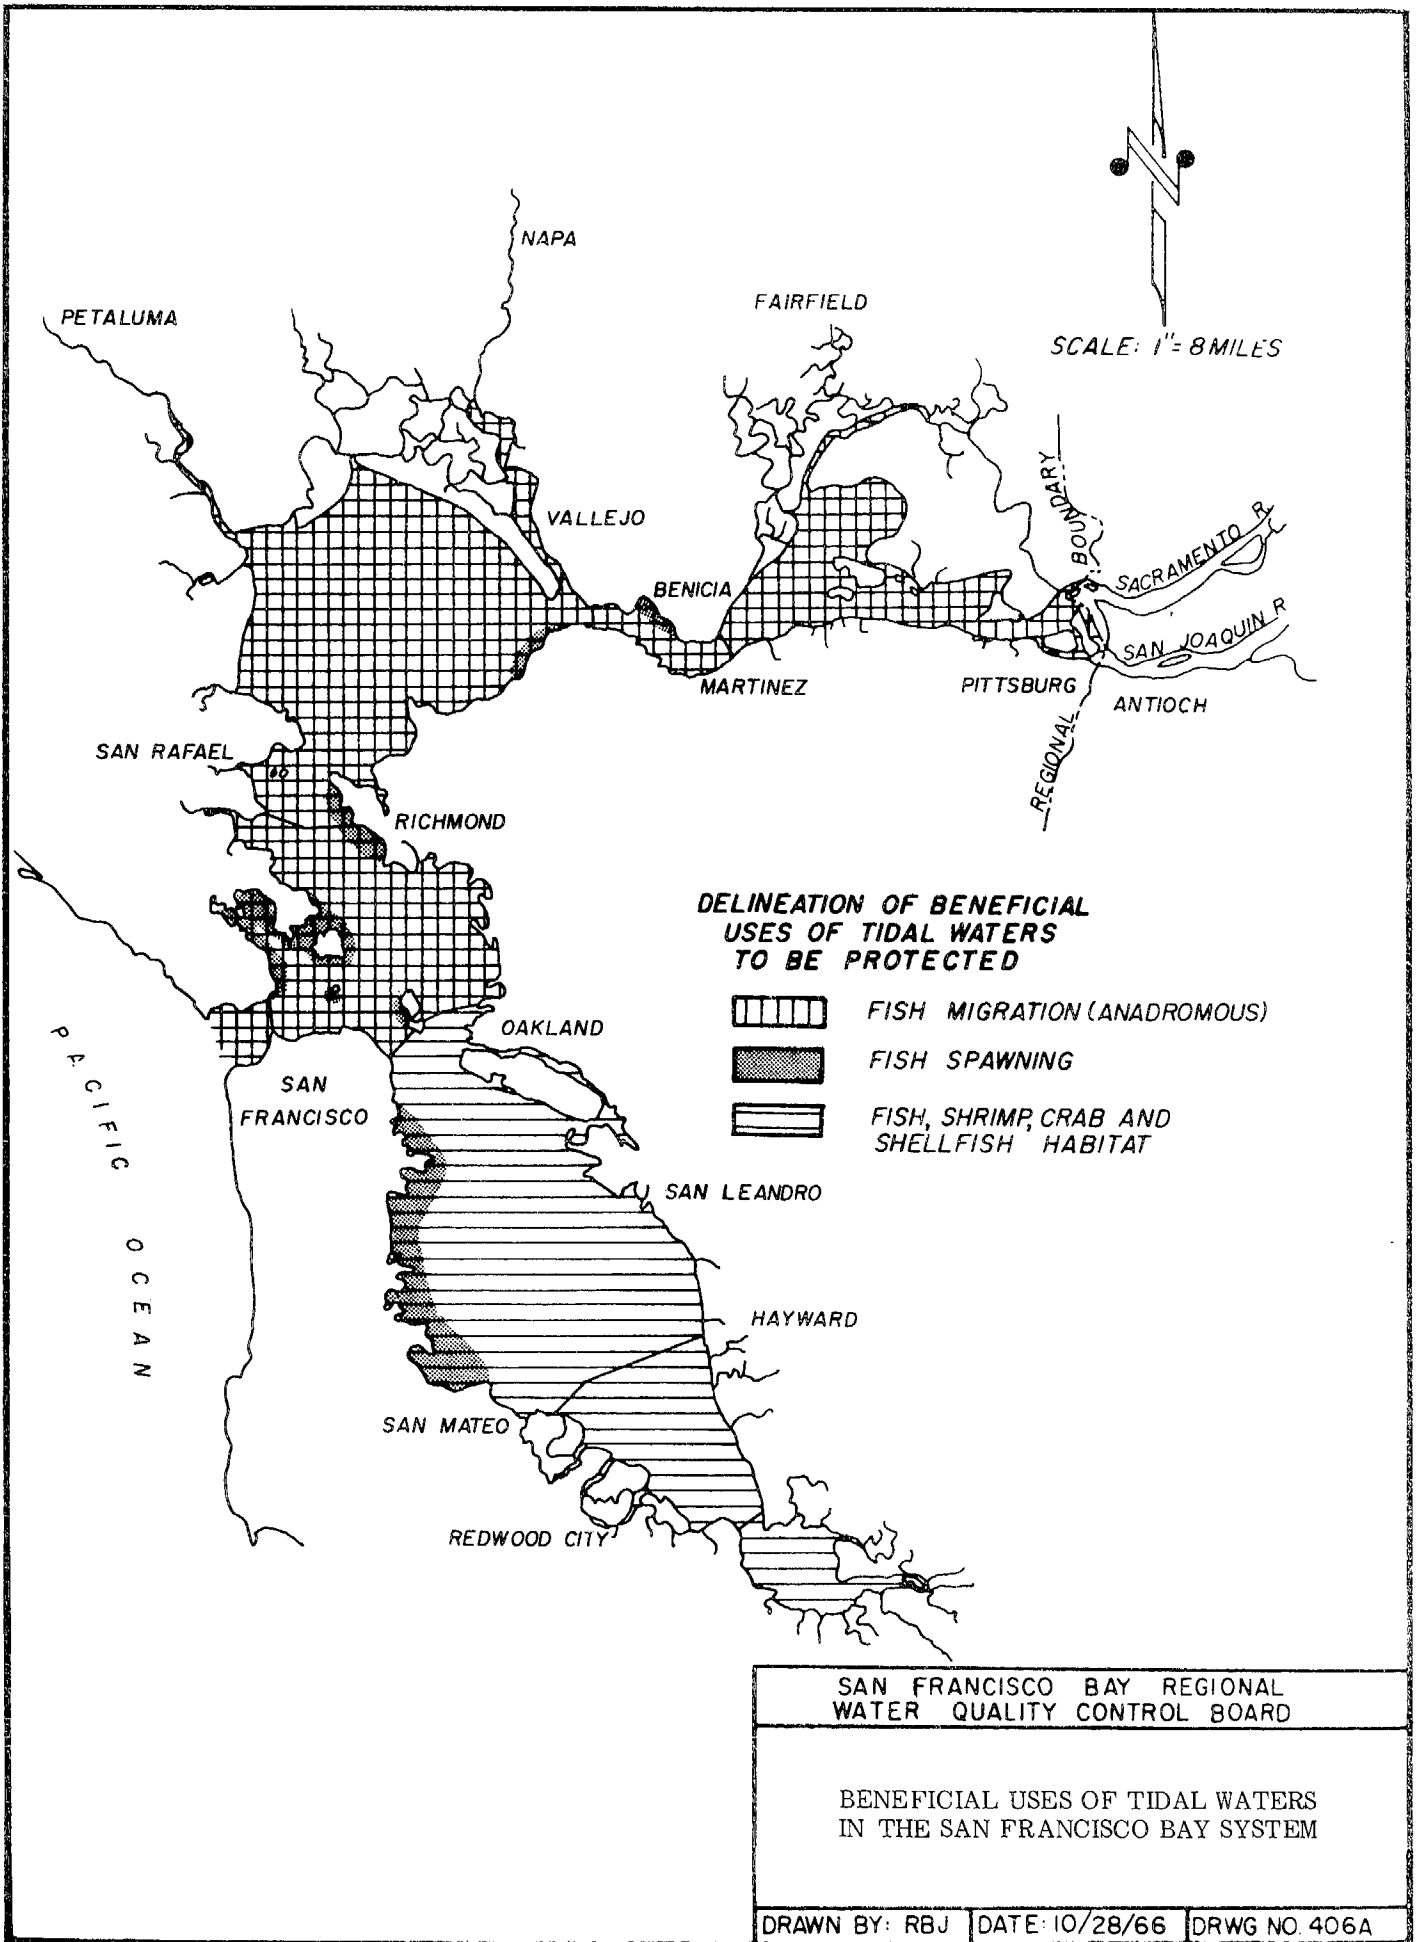 NAPA
PETALUMA
FAIRFIELD
SCALE: 1" = 8 MILES
VALLEJO
BOUNDARY
SACRAMENTO R.
BENICIA
SAN JOAQUIN R
MARTINEZ
PITTSBURG
ANTIOCH
REGIONAL
SAN RAFAEL
RICHMOND
DELINEATION OF BENEFICIAL
USES OF TIDAL WATERS
TO BE PROTECTED
FISH MIGRATION (ANADROMOUS)
FISH SPAWNING
FISH, SHRIMP, CRAB AND
SHELLFISH HABITAT
OAKLAND
PACIFIC OCEAN
SAN
FRANCISCO
SAN LEANDRO
HAYWARD
SAN MATEO
REDWOOD CITY
SAN FRANCISCO BAY REGIONAL
WATER QUALITY CONTROL BOARD
BENEFICIAL USES OF TIDAL WATERS
IN THE SAN FRANCISCO BAY SYSTEM
DRAWN BY: RBJ DATE: 10/28/66 DRWG NO. 406A